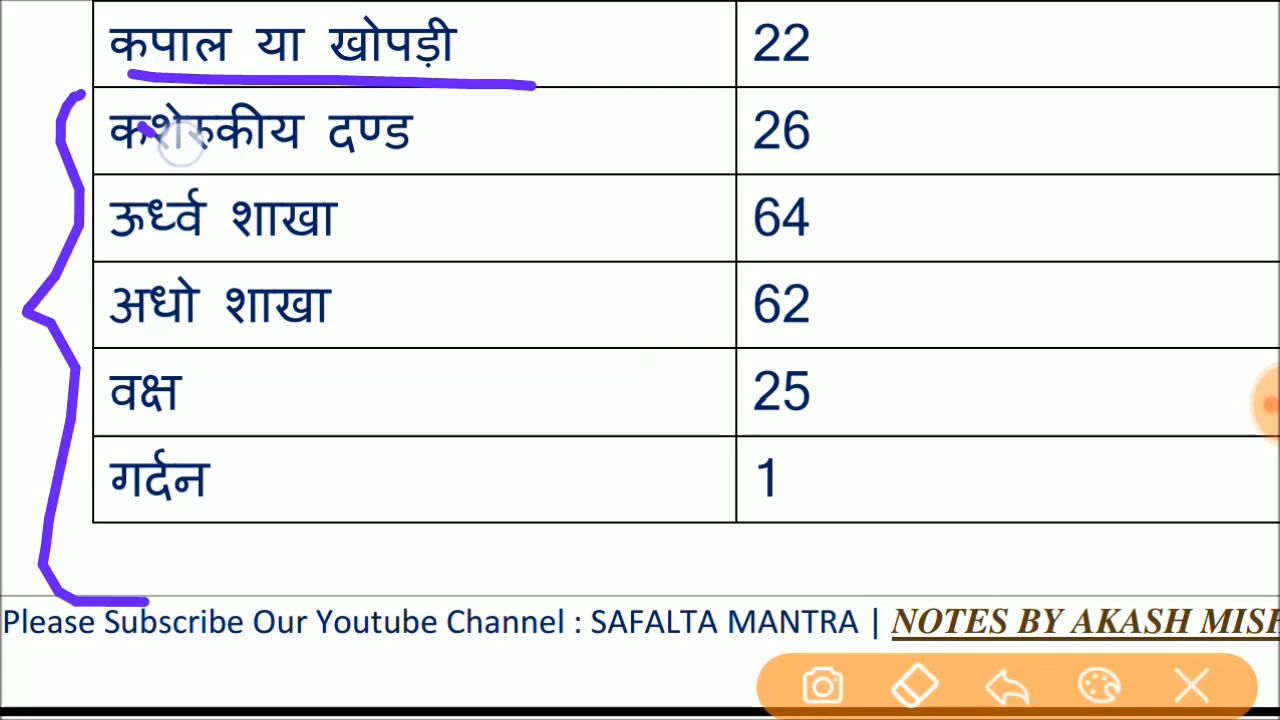 कपाल या खोपड़ी 22
कशेरुकीय दण्ड 26
ऊर्ध्व शाखा 64
अधो शाखा 62
वक्ष 25
गर्दन 1
Please Subscribe Our Youtube Channel : SAFALTA MANTRA | NOTES BY AKASH